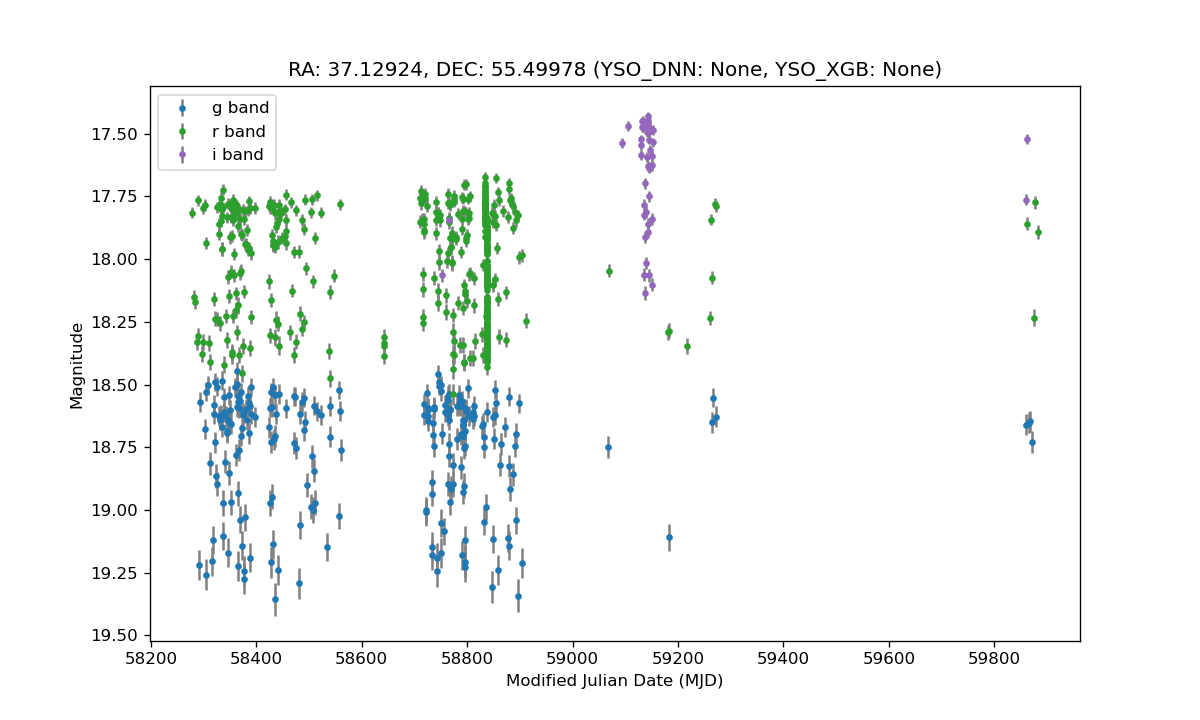 RA: 37.12924, DEC: 55.49978 (YSO_DNN: None, YSO_XGB: None)
g band
r band
i band
17.50
17.75
18.00
18.25
18.50
18.75
19.00
19.25
19.50
Magnitude
58200 58400 58600 58800 59000 59200 59400 59600 59800
Modified Julian Date (MJD)